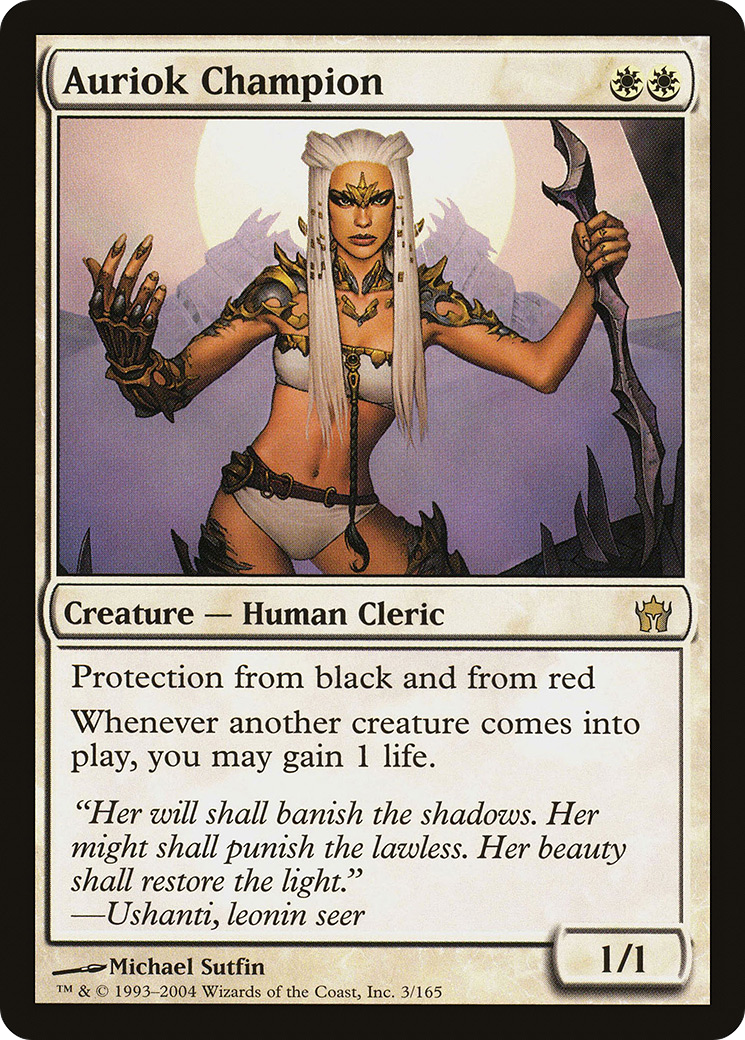 Auriok Champion
Creature — Human Cleric
Protection from black and from red
Whenever another creature comes into
play, you may gain 1 life.
“Her will shall banish the shadows. Her
might shall punish the lawless. Her beauty
shall restore the light.”
—Ushanti, leonin seer
1/1
Michael Sutfin
™ & © 1993–2004 Wizards of the Coast, Inc. 3/165